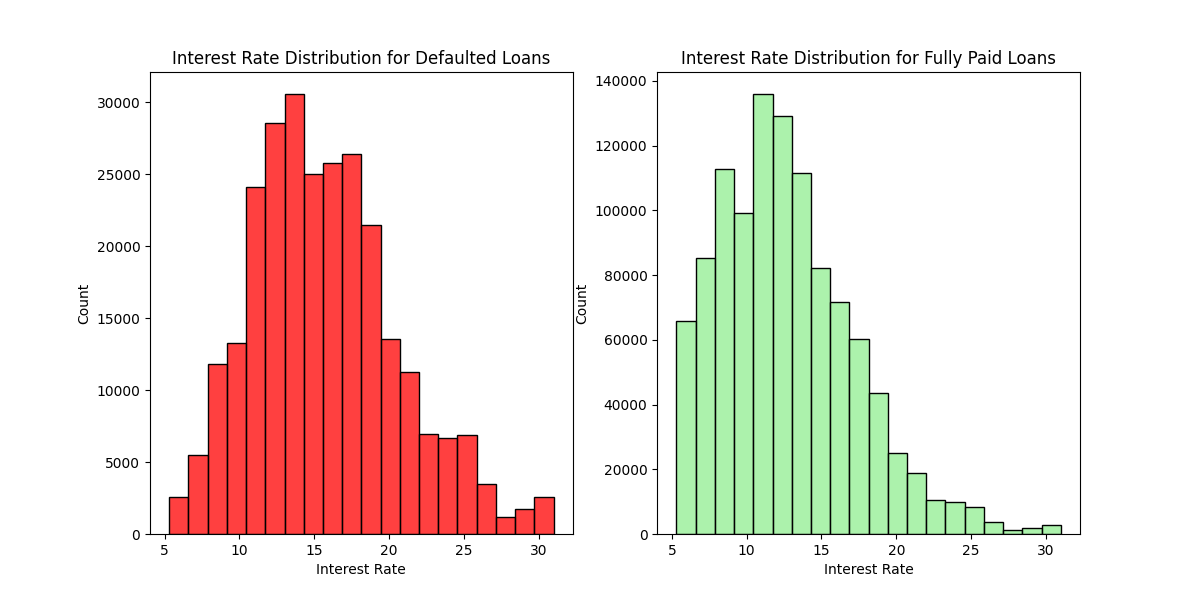 Interest Rate Distribution for Defaulted Loans
30000
25000
20000
15000
10000
5000
0
Count
5 10 15 20 25 30
Interest Rate
Interest Rate Distribution for Fully Paid Loans
140000
120000
100000
80000
60000
40000
20000
0
Count
5 10 15 20 25 30
Interest Rate